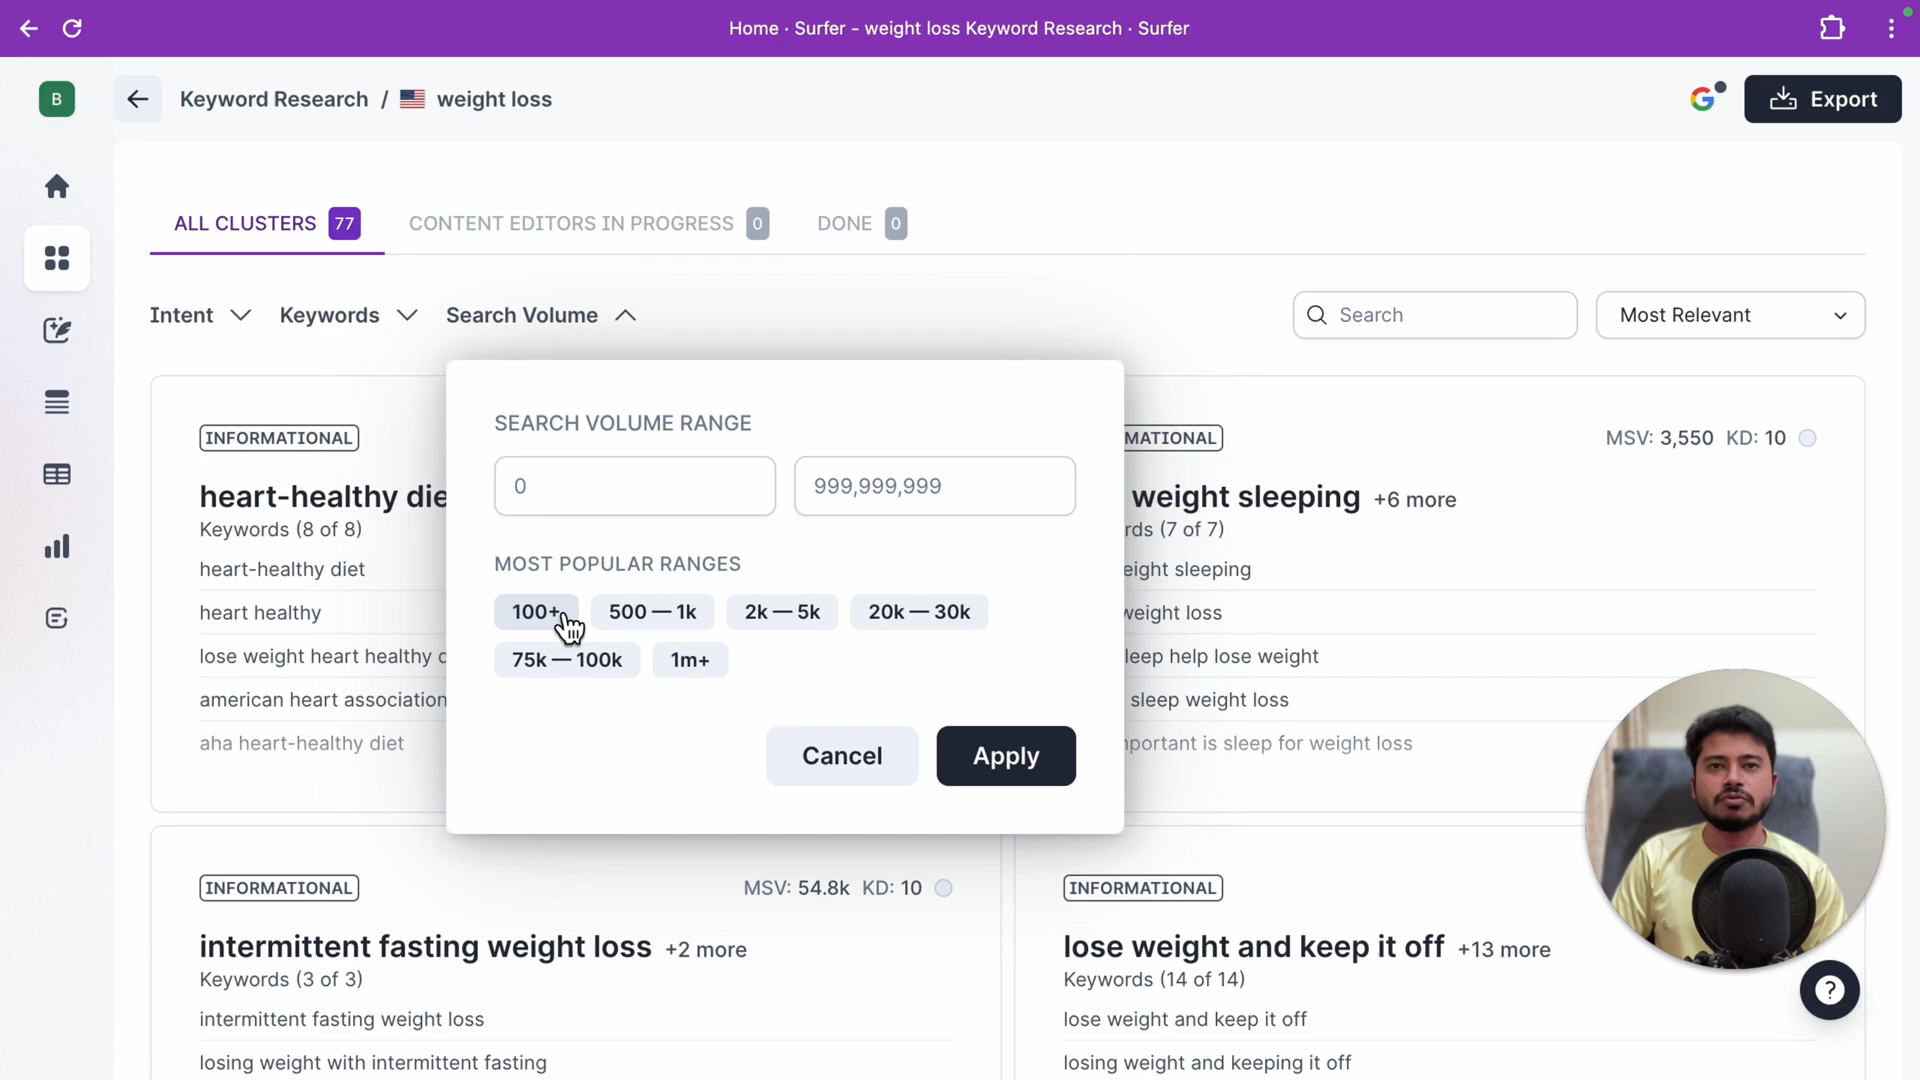 Home · Surfer - weight loss Keyword Research · Surfer
B
Keyword Research / weight loss
Export
ALL CLUSTERS 77
CONTENT EDITORS IN PROGRESS 0
DONE 0
Intent
Keywords
Search Volume
Search
Most Relevant
SEARCH VOLUME RANGE
0
999,999,999
MOST POPULAR RANGES
100+
500 — 1k
2k — 5k
20k — 30k
75k — 100k
1m+
Cancel
Apply
INFORMATIONAL
heart-healthy die
Keywords (8 of 8)
heart-healthy diet
heart healthy
lose weight heart healthy d
american heart association
aha heart-healthy diet
MATIONAL
MSV: 3,550 KD: 10
weight sleeping +6 more
rds (7 of 7)
eight sleeping
weight loss
leep help lose weight
sleep weight loss
portant is sleep for weight loss
INFORMATIONAL
MSV: 54.8k KD: 10
intermittent fasting weight loss +2 more
Keywords (3 of 3)
intermittent fasting weight loss
losing weight with intermittent fasting
INFORMATIONAL
lose weight and keep it off +13 more
Keywords (14 of 14)
lose weight and keep it off
losing weight and keeping it off
?